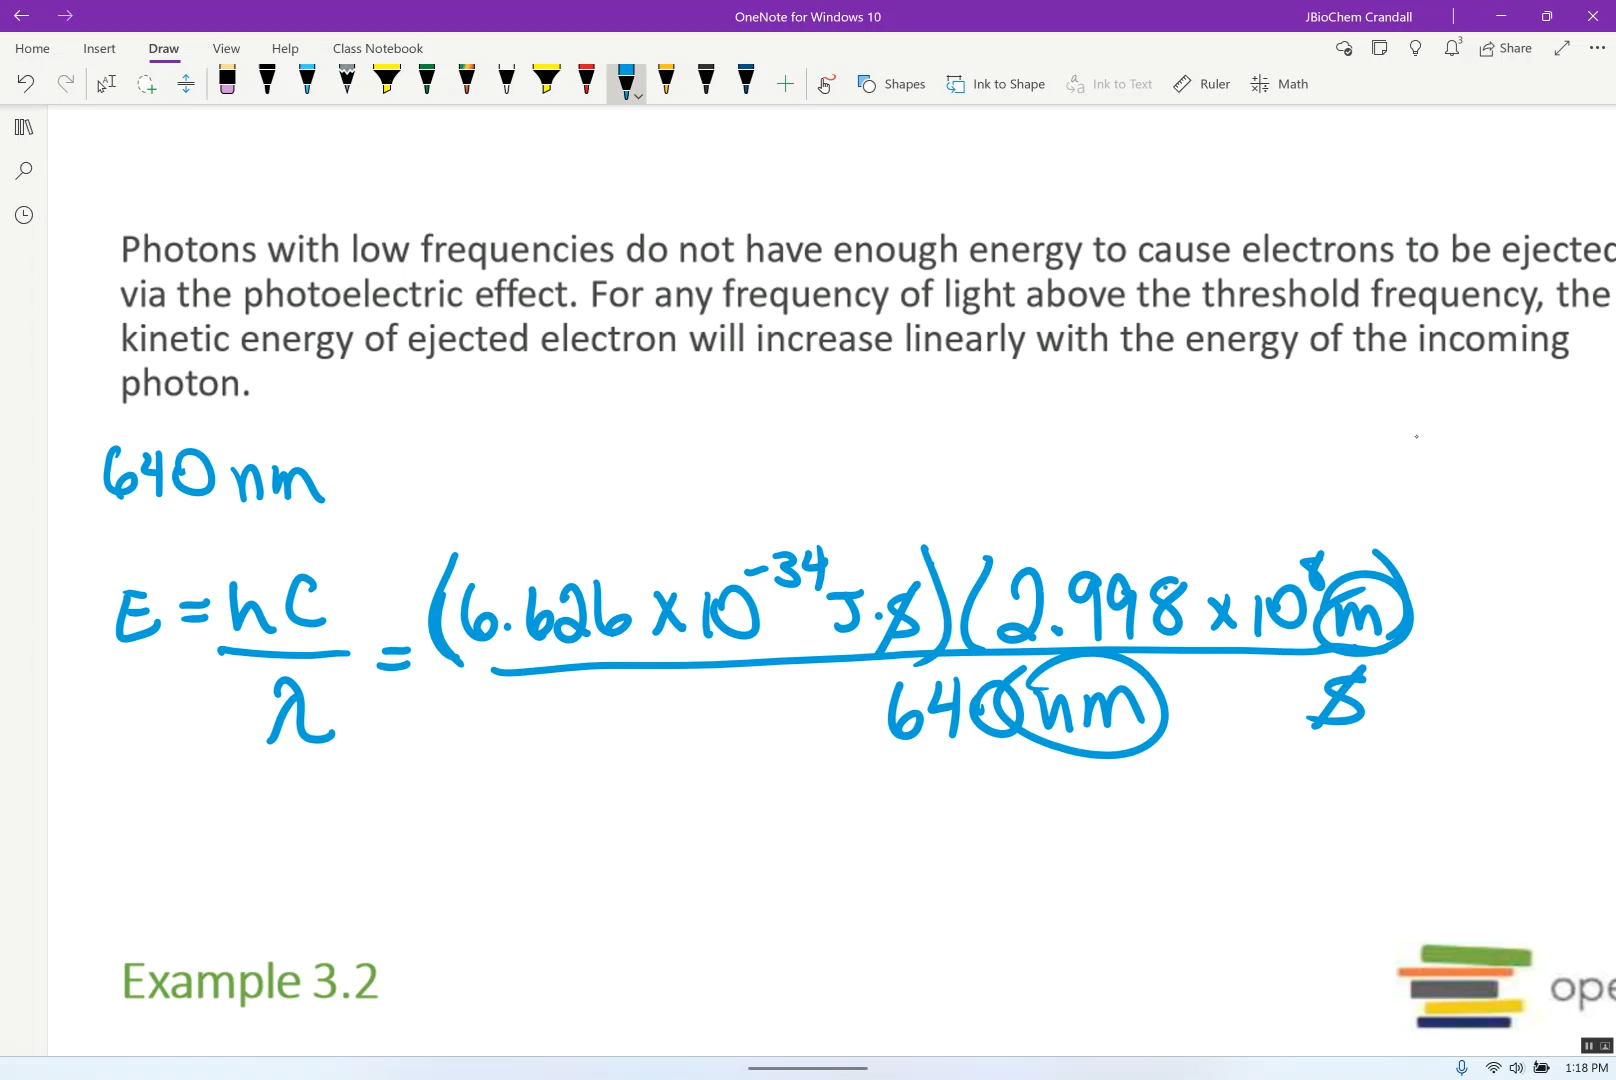 OneNote for Windows 10
JBioChem Crandall
Home Insert Draw View Help Class Notebook
3
Share
Shapes Ink to Shape Ink to Text Ruler Math
Photons with low frequencies do not have enough energy to cause electrons to be ejected
via the photoelectric effect. For any frequency of light above the threshold frequency, the
kinetic energy of ejected electron will increase linearly with the energy of the incoming
photon.
640 nm
E = hC/λ = (6.626 x 10^-34 J·s)(2.998 x 10^8 m)/640 nm s
Example 3.2
ope
1:18 PM